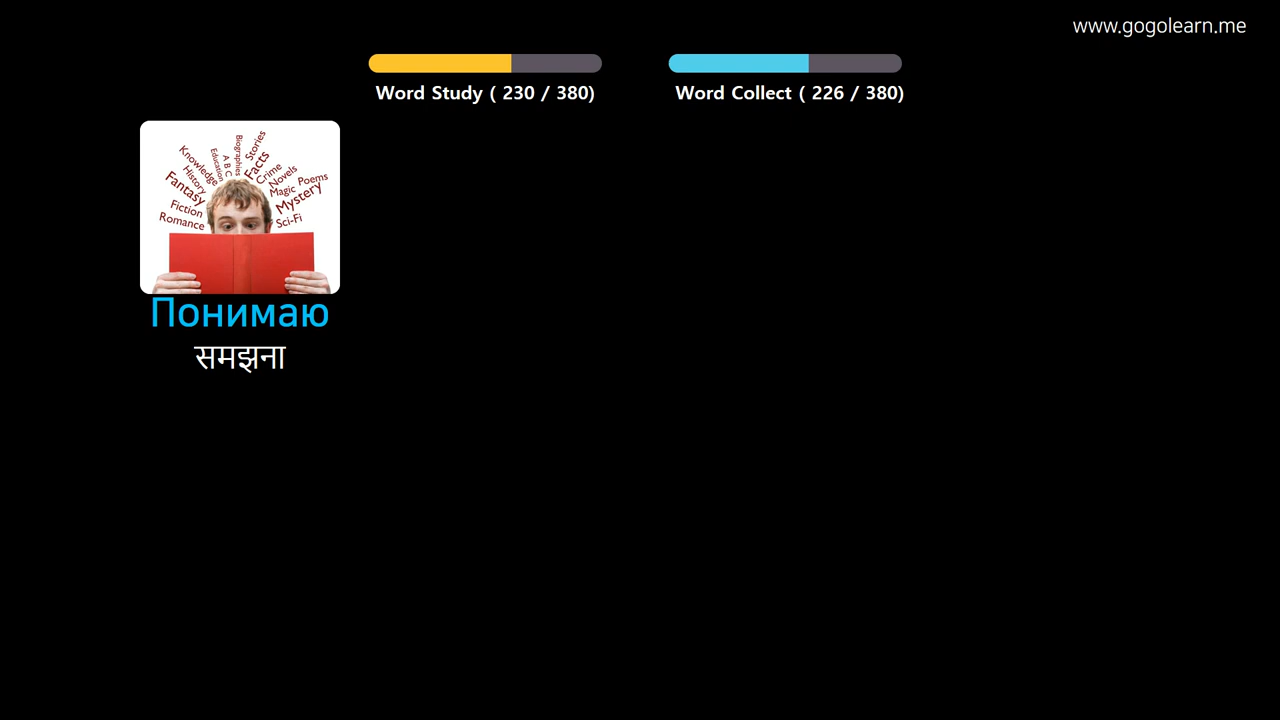 www.gogolearn.me
Word Study ( 230 / 380)
Word Collect ( 226 / 380)
Biographies
Stories
Knowledge
Education
A B C
Facts
Crime
Novels
History
Magic
Poems
Fantasy
Mystery
Fiction
Romance
Sci-Fi
Понимаю
समझना